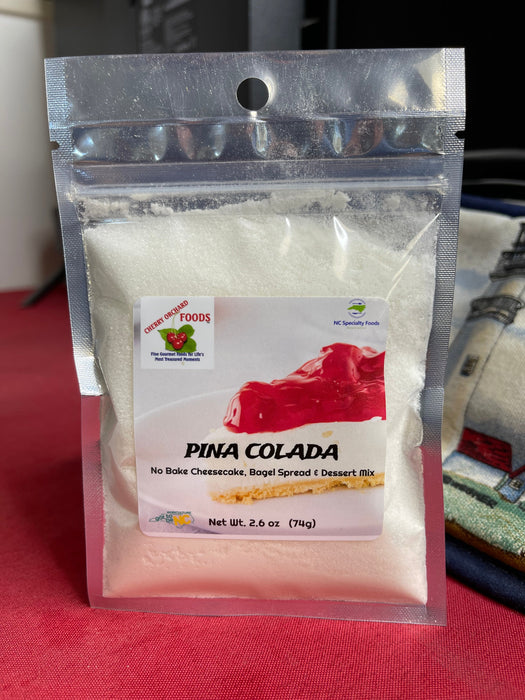 CHERRY ORCHARD
FOODS
Fine Gourmet Foods for Life's
Most Treasured Moments
NC Specialty Foods
PINA COLADA
No Bake Cheesecake, Bagel Spread & Dessert Mix
NC
Net Wt. 2.6 oz (74g)